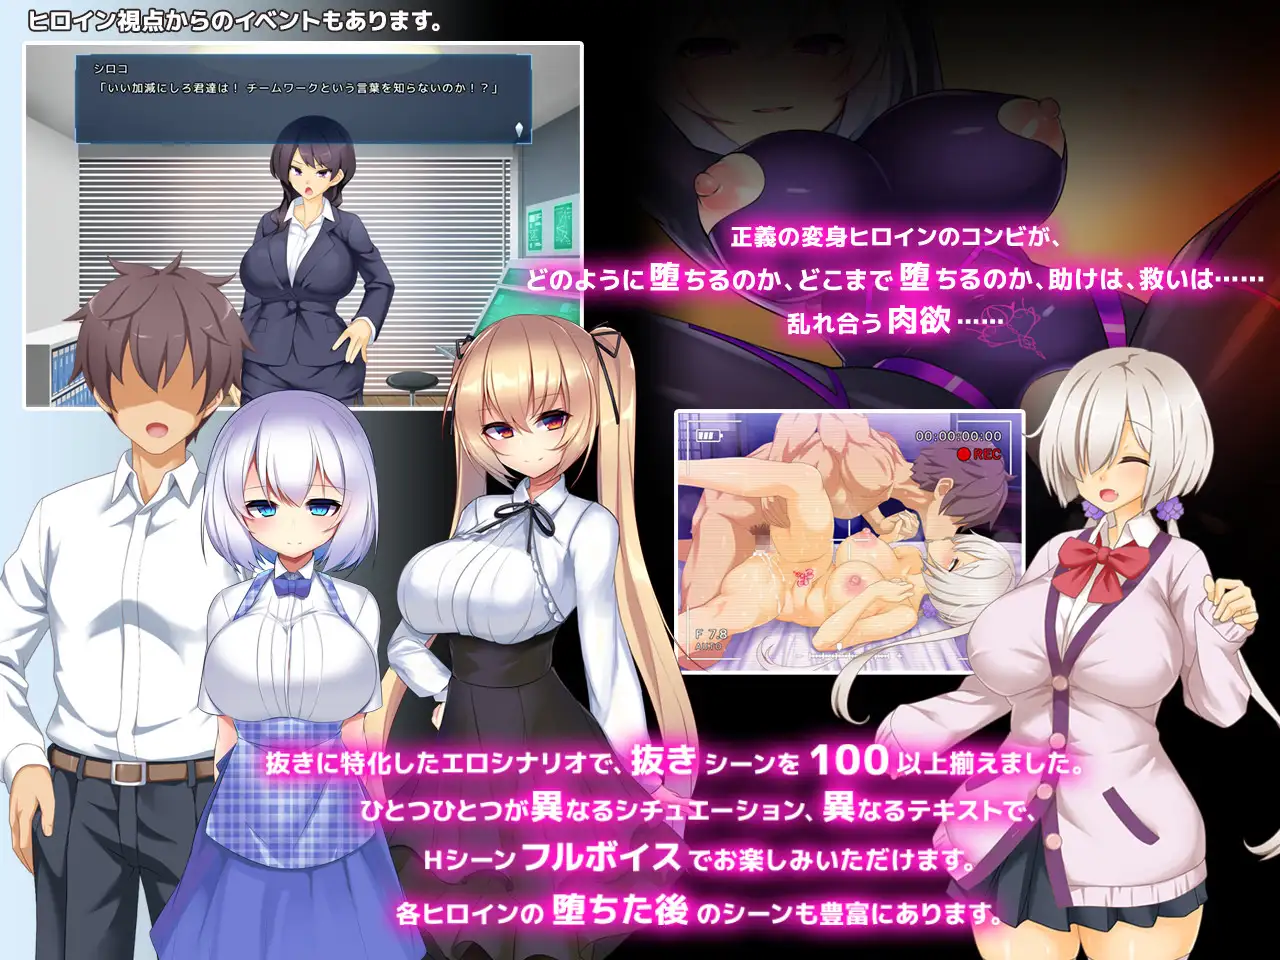 ヒロイン視点からのイベントもあります。
シロコ
「いい加減にしろ君達は！ チームワークという言葉を知らないのか！？」
正義の変身ヒロインのコンビが、
どのように堕ちるのか、どこまで堕ちるのか、助けは、救いは……
乱れ合う肉欲……
00:00:00:00
REC
F 7.8
AUTO
抜きに特化したエロシナリオで、抜きシーンを100以上揃えました。
ひとつひとつが異なるシチュエーション、異なるテキストで、
Hシーンフルボイスでお楽しみいただけます。
各ヒロインの堕ちた後のシーンも豊富にあります。